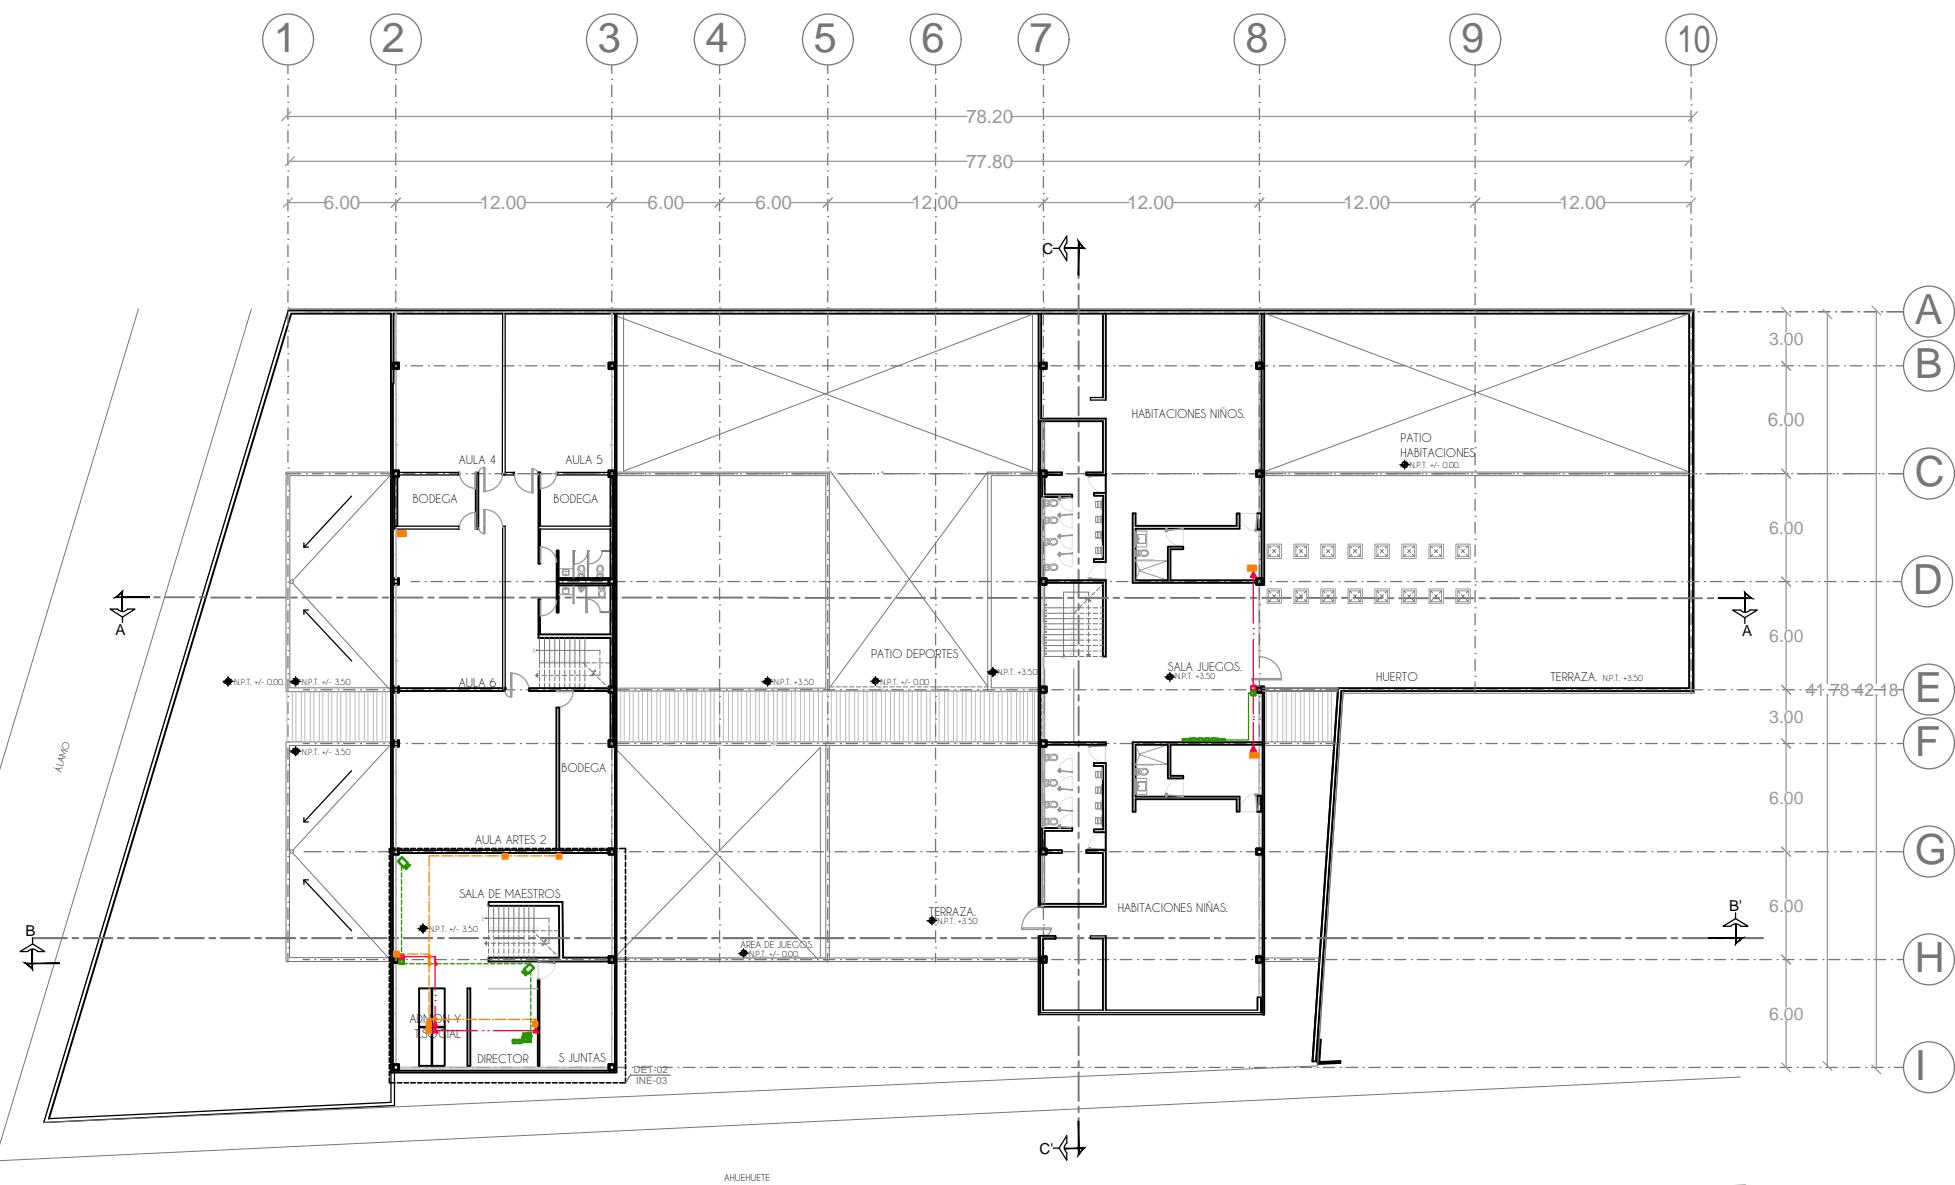 1 2 3 4 5 6 7 8 9 10
78.20
77.80
6.00 12.00 6.00 6.00 12.00 12.00 12.00 12.00
C
A
3.00
B
HABITACIONES NIÑOS.
6.00
PATIO
HABITACIONES
N.P.T. +/- 0.00.
AULA 4
AULA 5
C
BODEGA
BODEGA
6.00
D
A
A
6.00
PATIO DEPORTES
SALA JUEGOS.
N.P.T. +3.50
HUERTO
TERRAZA. N.P.T. +3.50
N.P.T. +/- 0.00.
N.P.T. +/- 3.50
AULA 6
N.P.T. +3.50
N.P.T. +/- 0.00
N.P.T. +3.50
41.78 42.18
E
3.00
F
N.P.T. +/- 3.50
ÁLAMO
BODEGA
6.00
AULA ARTES 2
G
SALA DE MAESTROS
N.P.T. +/- 3.50
TERRAZA.
N.P.T. +3.50
HABITACIONES NIÑAS.
6.00
B
B'
AREA DE JUEGOS.
N.P.T. +/- 0.00
H
ADMON Y
T.SOCIAL
6.00
DIRECTOR
S JUNTAS
DET-02
INE-03
I
C'
AHUEHUETE